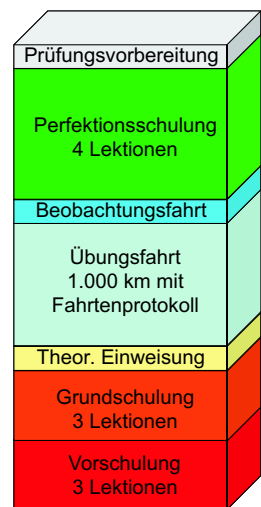 Prüfungsvorbereitung
Perfektionsschulung
4 Lektionen
Beobachtungsfahrt
Übungsfahrt
1.000 km mit
Fahrtenprotokoll
Theor. Einweisung
Grundschulung
3 Lektionen
Vorschulung
3 Lektionen